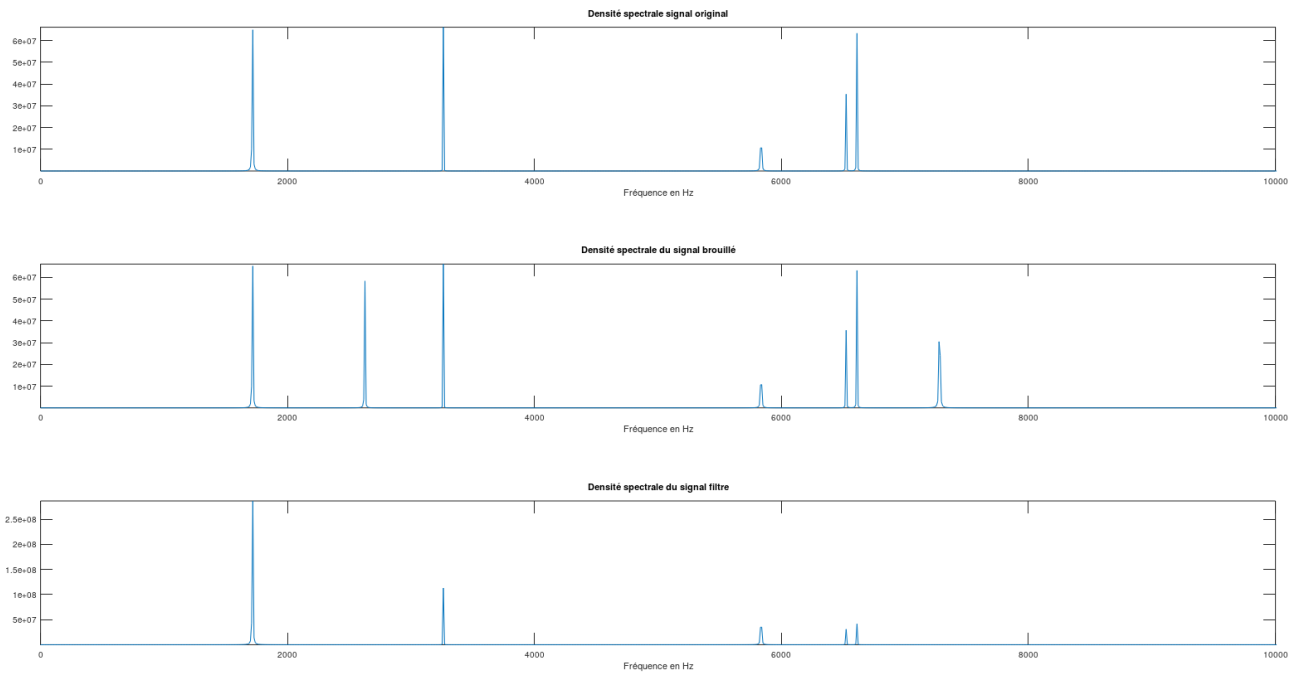 Densité spectrale signal original
6e+07
5e+07
4e+07
3e+07
2e+07
1e+07
0 2000 4000 6000 8000 10000
Fréquence en Hz
Densité spectrale du signal brouillé
6e+07
5e+07
4e+07
3e+07
2e+07
1e+07
0 2000 4000 6000 8000 10000
Fréquence en Hz
Densité spectrale du signal filtre
2.5e+08
2e+08
1.5e+08
1e+08
5e+07
0 2000 4000 6000 8000 10000
Fréquence en Hz